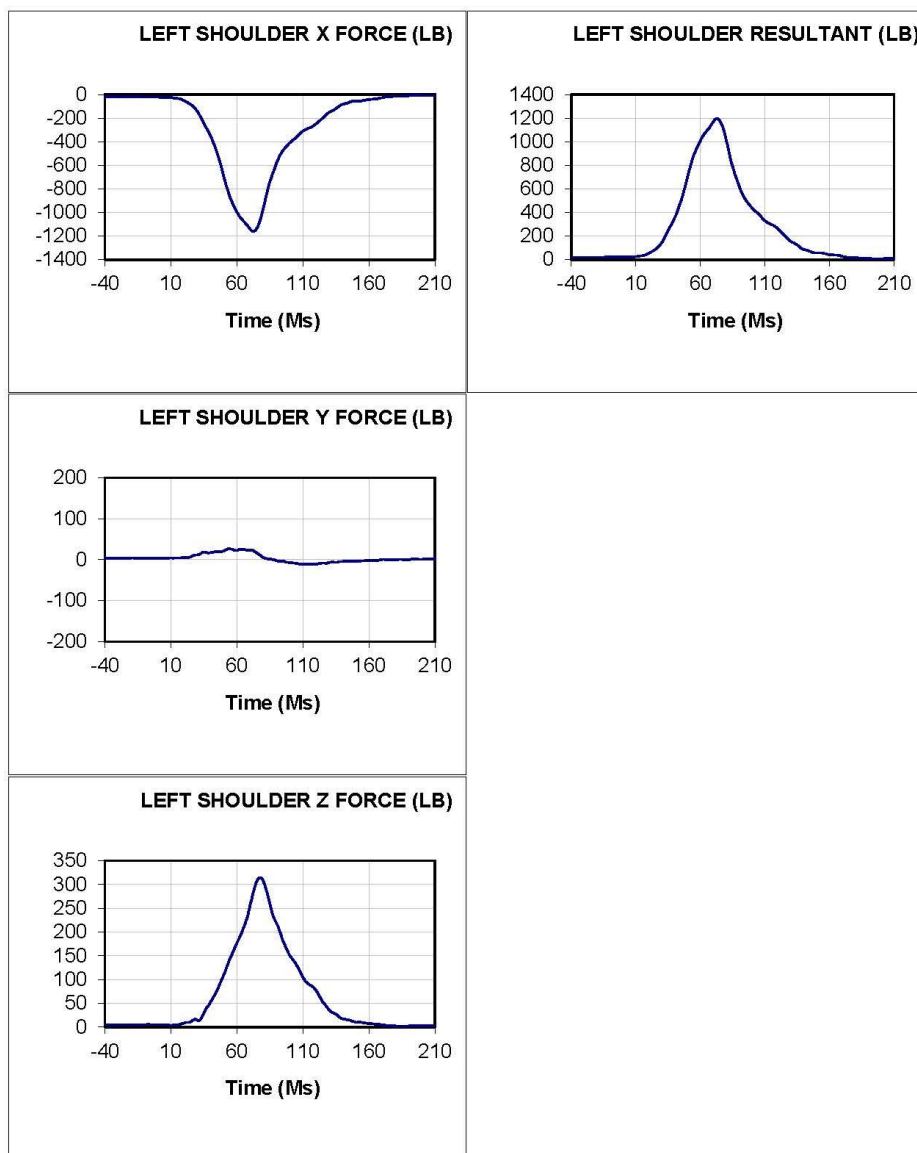 LEFT SHOULDER X FORCE (LB)
0
-200
-400
-600
-800
-1000
-1200
-1400
-40 10 60 110 160 210
Time (Ms)
LEFT SHOULDER RESULTANT (LB)
1400
1200
1000
800
600
400
200
0
-40 10 60 110 160 210
Time (Ms)
LEFT SHOULDER Y FORCE (LB)
200
100
0
-100
-200
-40 10 60 110 160 210
Time (Ms)
LEFT SHOULDER Z FORCE (LB)
350
300
250
200
150
100
50
0
-40 10 60 110 160 210
Time (Ms)